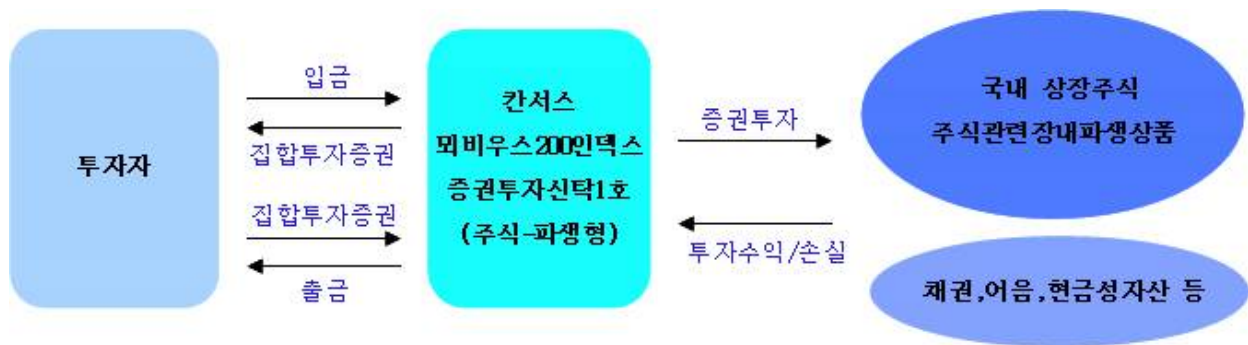 투자자
입금
집합투자증권
집합투자증권
출금
칸서스
뫼비우스200인덱스
증권투자신탁1호
(주식-파생형)
증권투자
투자수익/손실
국내 상장주식
주식관련장내파생상품
채권,어음,현금성자산 등